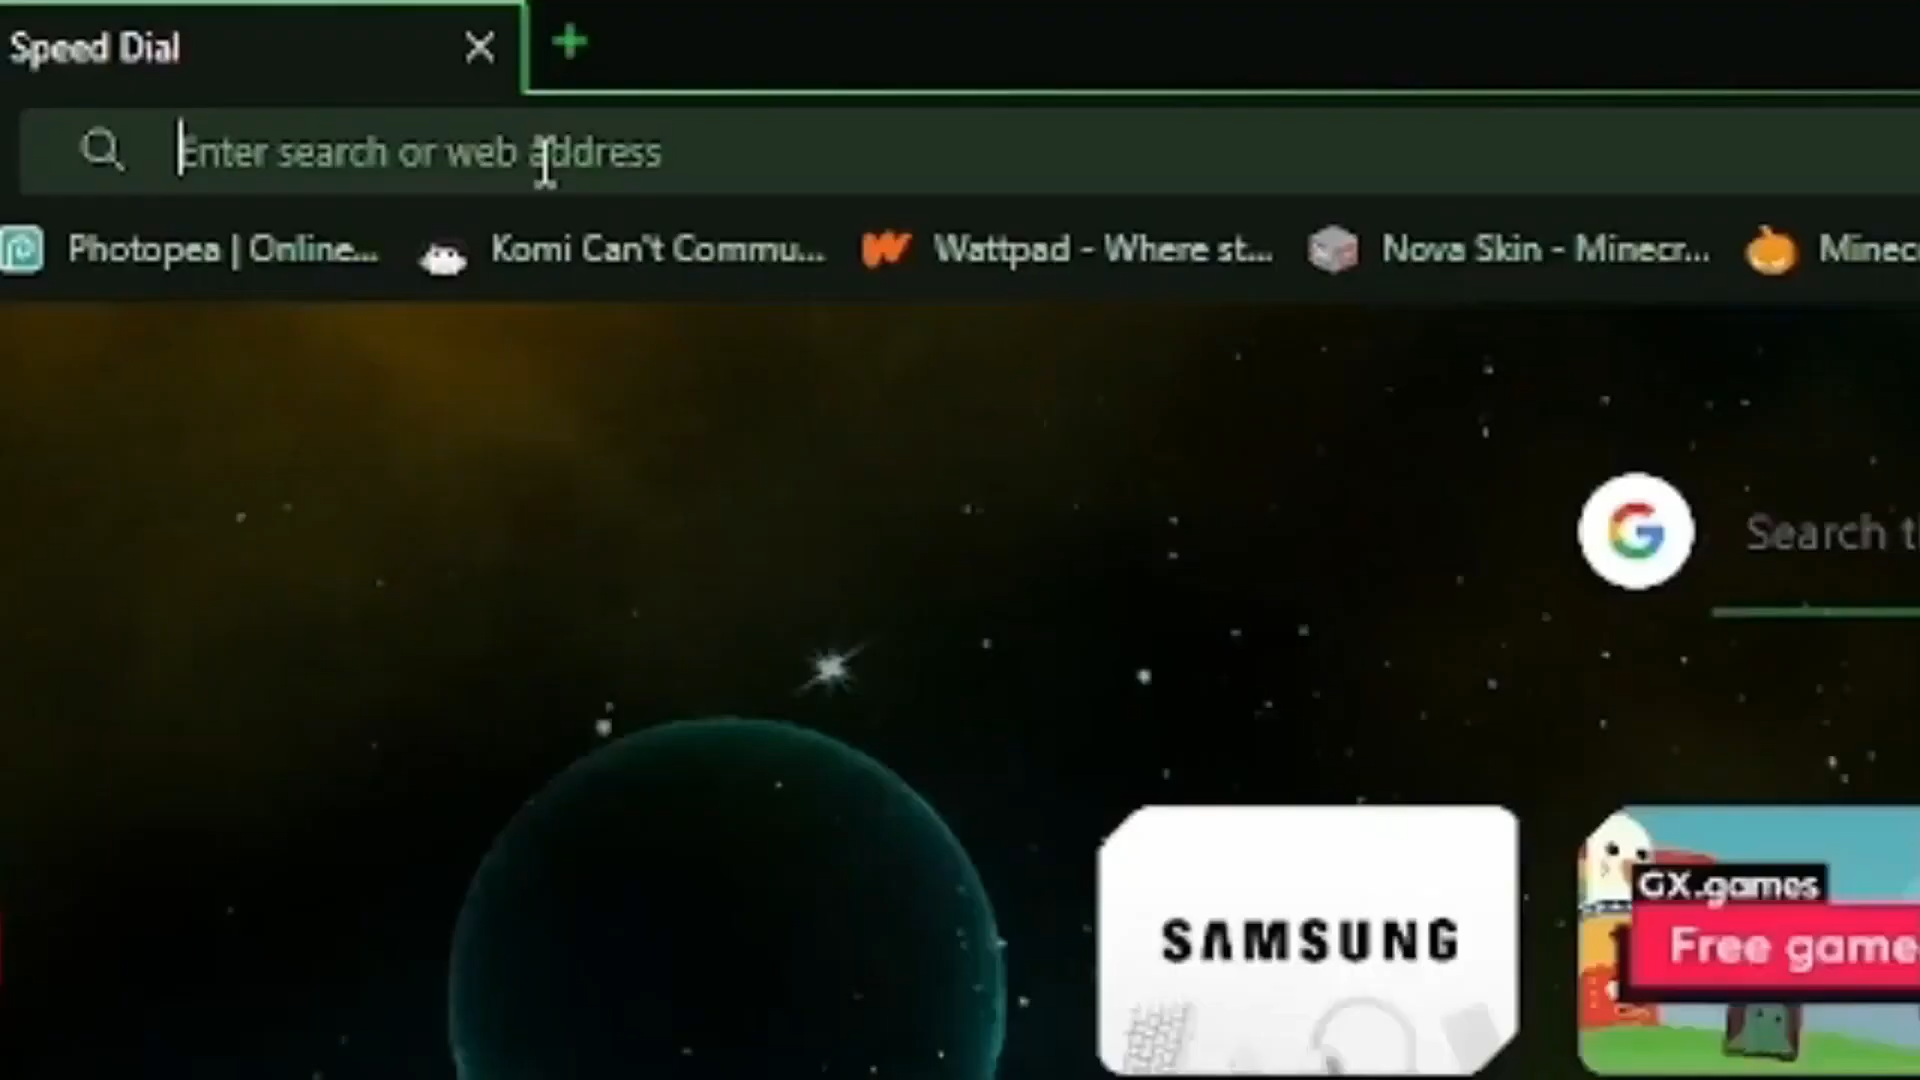 Speed Dial
Enter search or web address
Photopea | Online... Komi Can't Commu... Wattpad - Where st... Nova Skin - Minecr... Minec
Search t
SAMSUNG
GX.games
Free game